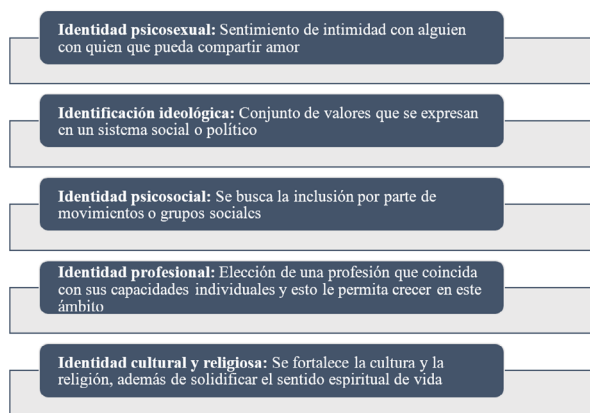 Identidad psicosexual: Sentimiento de intimidad con alguien
con quien que pueda compartir amor
Identificación ideológica: Conjunto de valores que se expresan
en un sistema social o político
Identidad psicosocial: Se busca la inclusión por parte de
movimientos o grupos sociales
Identidad profesional: Elección de una profesión que coincida
con sus capacidades individuales y esto le permita crecer en este
ámbito
Identidad cultural y religiosa: Se fortalece la cultura y la
religión, además de solidificar el sentido espiritual de vida